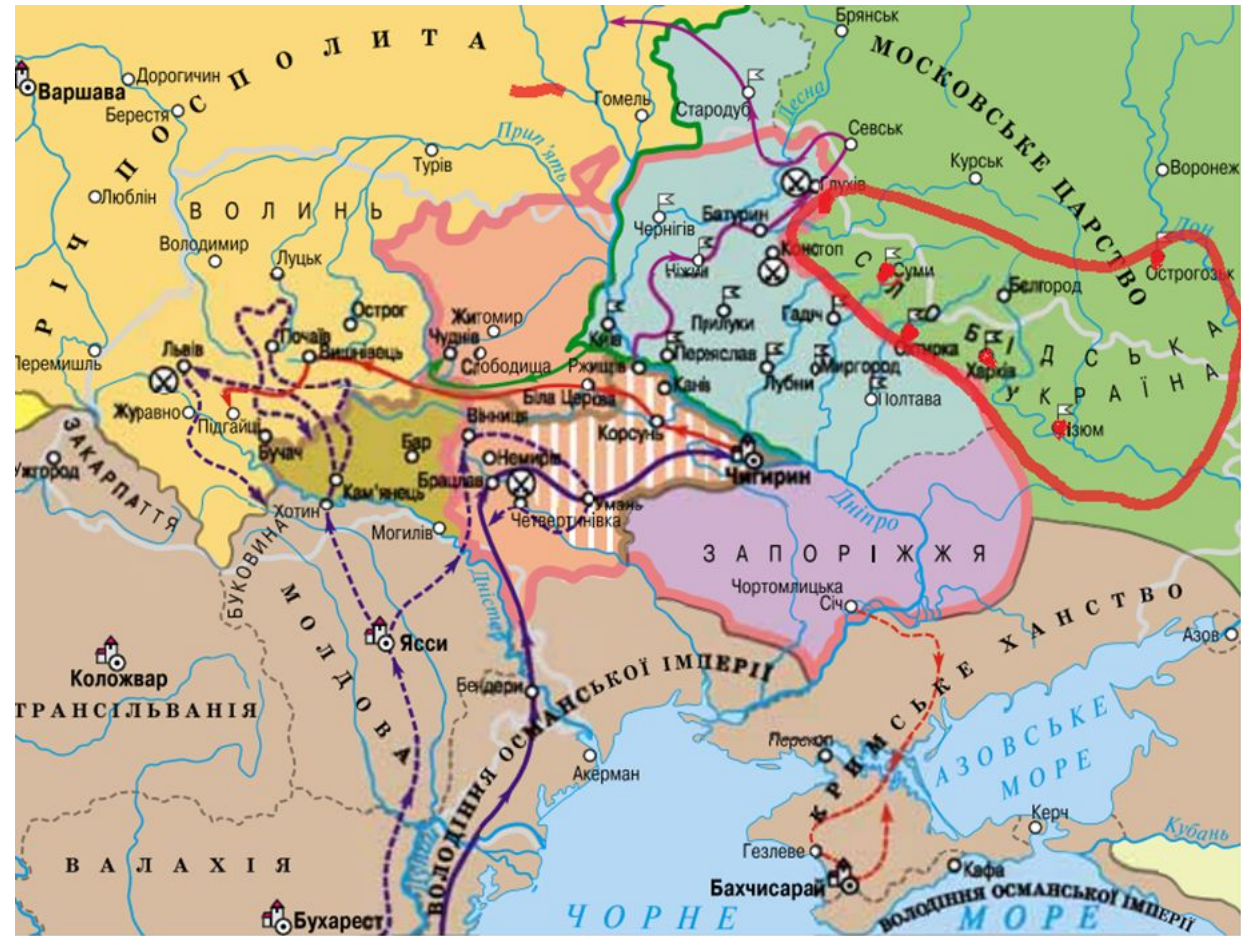 Брянськ
РІЧ ПОСПОЛИТА
МОСКОВСЬКЕ ЦАРСТВО
Варшава
Дорогичин
Берестя
Гомель
Стародуб
Десна
Севськ
Прип'ять
Турів
Курськ
Воронеж
Люблін
ВОЛИНЬ
Глухів
Чернігів
Батурин
Дон
Володимир
Луцьк
Ніжин
Констоп
Суми
Острогозьк
СЛОБІДСЬКА
УКРАЇНА
Бєлгород
Острог
Житомир
Київ
Прилуки
Гадяч
Почаїв
Чуднів
Охтирка
Львів
Вишнівець
Слободища
Ржищів
Переяслав
Харків
Перемишль
Лубни
Миргород
Біла Церква
Канів
Полтава
Журавно
Підгайці
Вінниця
Корсунь
Ізюм
ЗАКАРПАТТЯ
Бучач
Бар
Немирів
Чигирин
Ужгород
Кам'янець
Брацлав
Умань
Хотин
Четвертинівка
Дніпро
Могилів
БУКОВИНА
ЗАПОРІЖЖЯ
МОЛДОВА
Дністер
Чортомлицька
Січ
Ясси
Азов
Коложвар
ТРАНСІЛЬВАНІЯ
Бендери
ВОЛОДІННЯ ОСМАНСЬКОЇ ІМПЕРІЇ
КРИМСЬКЕ ХАНСТВО
Перекоп
АЗОВСЬКЕ
МОРЕ
Акерман
Керч
Кубань
Гезлеве
ВАЛАХІЯ
Кафа
Бахчисарай
Бухарест
ЧОРНЕ МОРЕ
ВОЛОДІННЯ ОСМАНСЬКОЇ ІМПЕРІЇ